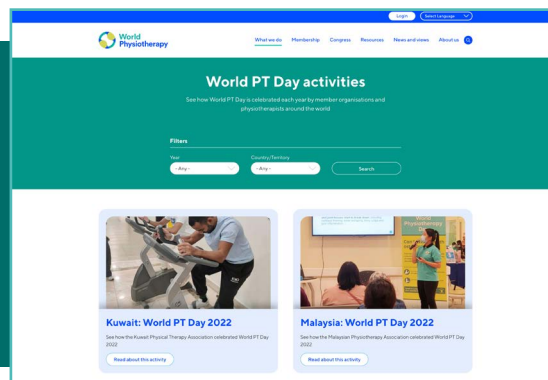 Login
Select Language
World
Physiotherapy
What we do
Membership
Congress
Resources
News and views
About us
World PT Day activities
See how World PT Day is celebrated each year by member organisations and
physiotherapists around the world
Filters
Year
Country/Territory
- Any -
- Any -
Search
Kuwait: World PT Day 2022
See how the Kuwait Physical Therapy Association celebrated World PT Day
2022
Read about this activity
World
Physiotherapy
Malaysia: World PT Day 2022
See how the Malaysian Physiotherapy Association celebrated World PT Day
2022
Read about this activity